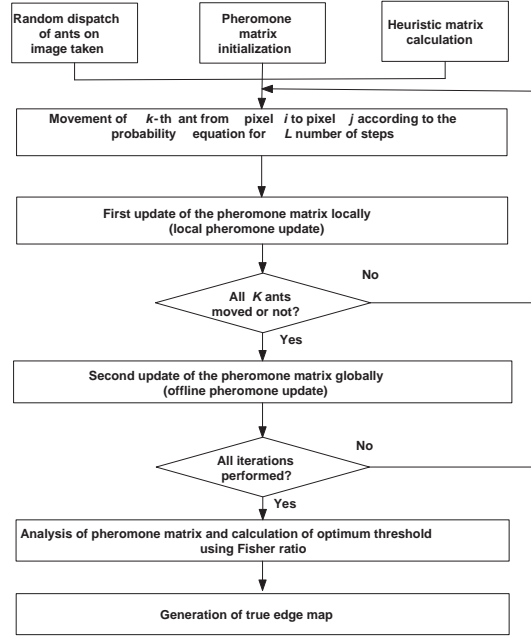 Random dispatch
of ants on
image taken
Pheromone
matrix
initialization
Heuristic matrix
calculation
Movement of k-th ant from pixel i to pixel j according to the
probability equation for L number of steps
First update of the pheromone matrix locally
(local pheromone update)
No
All K ants
moved or not?
Yes
Second update of the pheromone matrix globally
(offline pheromone update)
No
All iterations
performed?
Yes
Analysis of pheromone matrix and calculation of optimum threshold
using Fisher ratio
Generation of true edge map